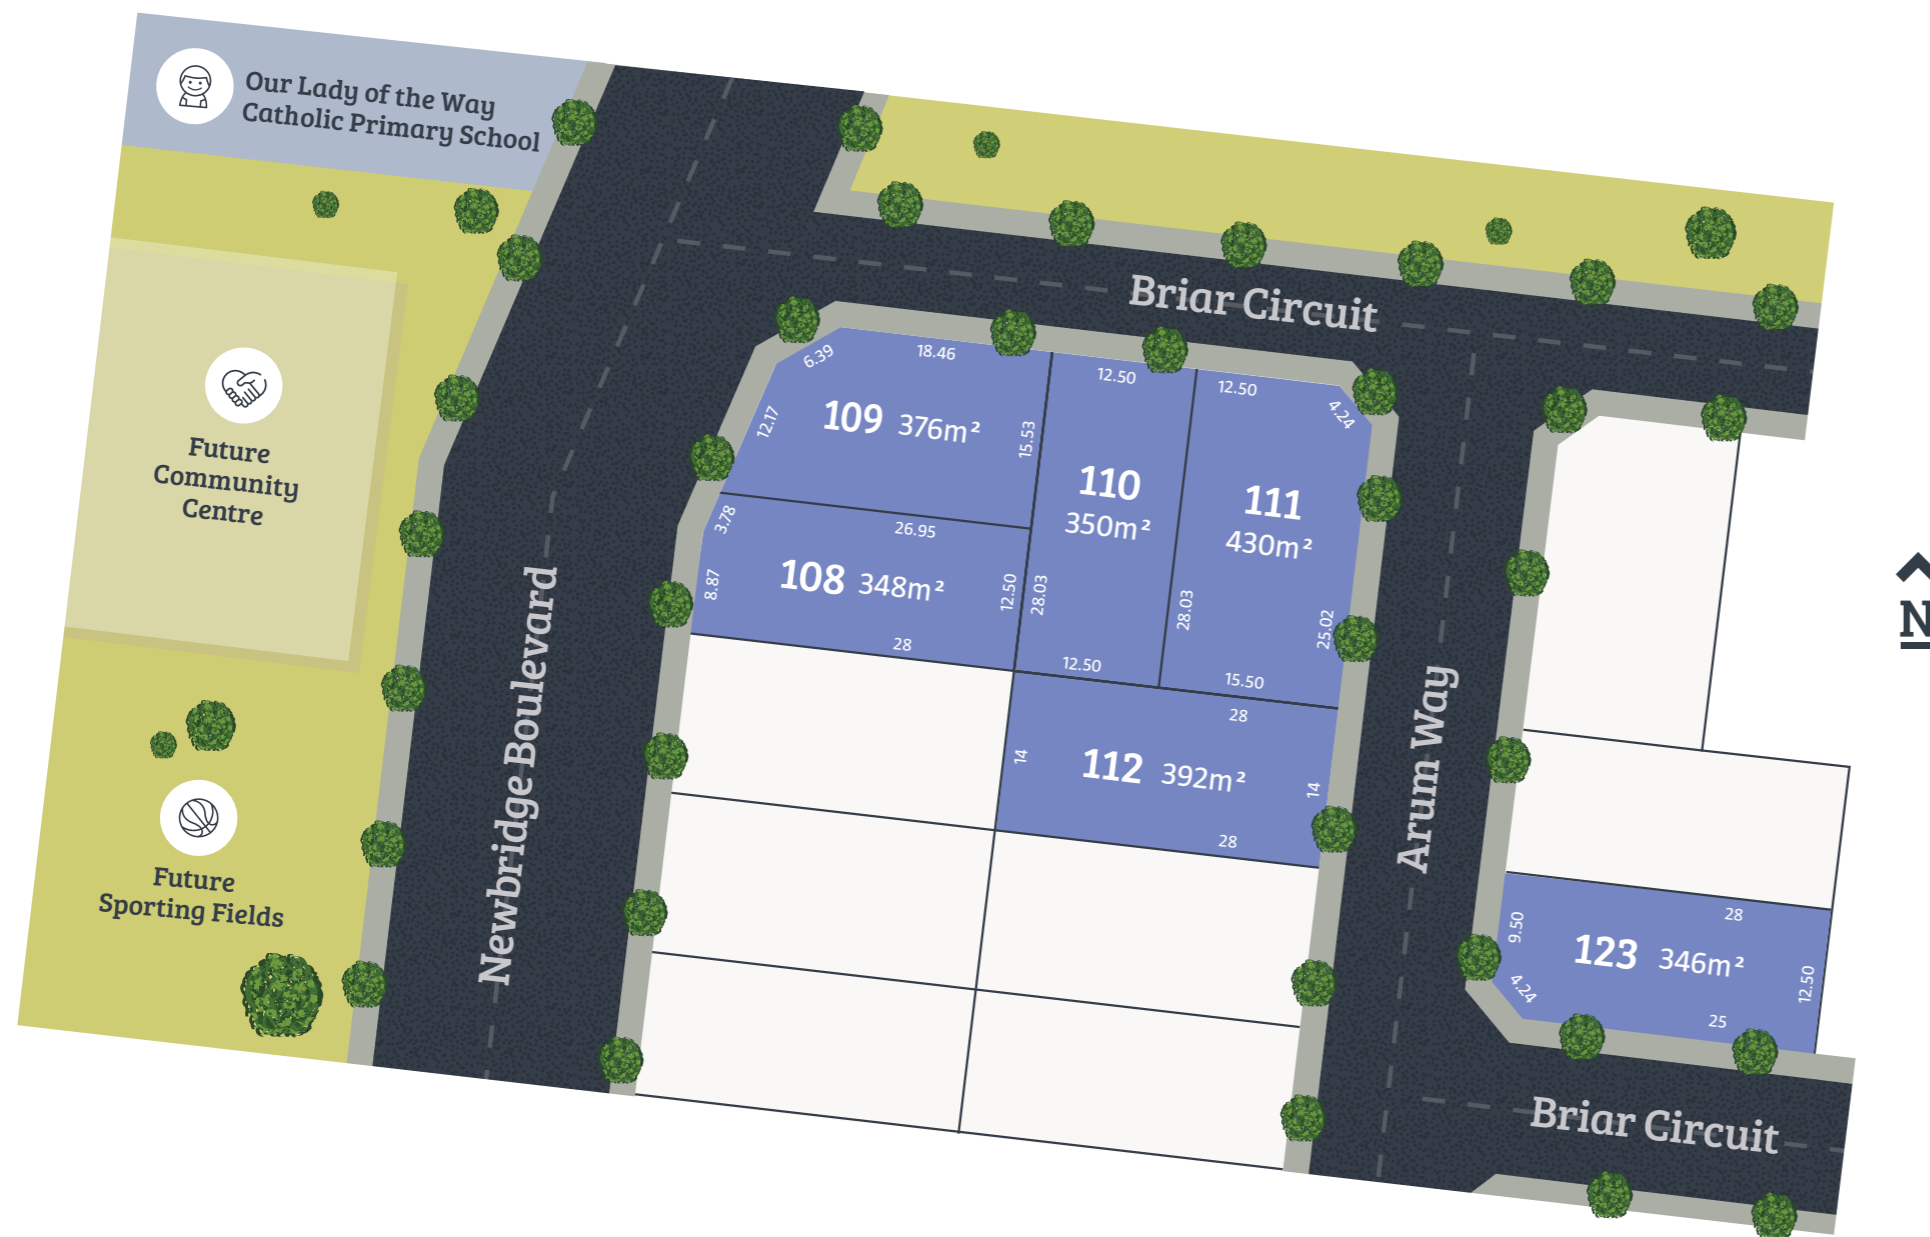 Our Lady of the Way
Catholic Primary School
Briar Circuit
6.39
18.46
12.17
109 376m²
15.53
12.50
12.50
4.24
110
350m²
111
430m²
Future
Community
Centre
3.78
26.95
8.87
108 348m²
12.50
28.03
28.03
25.02
28
12.50
15.50
N
Newbridge Boulevard
Arum Way
28
14
112 392m²
14
28
Future
Sporting Fields
28
9.50
123 346m²
12.50
4.24
25
Briar Circuit